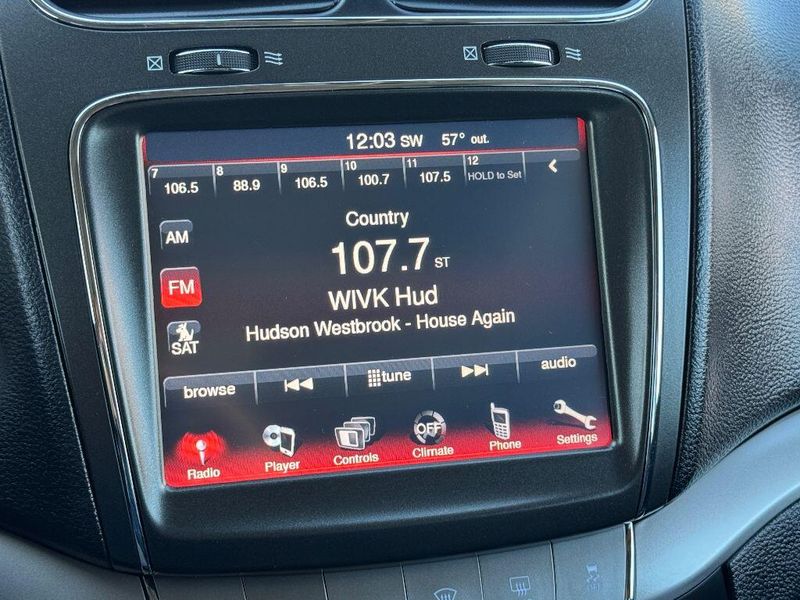 12:03 SW 57° out.
7 8 9 10 11 12
106.5 88.9 106.5 100.7 107.5 HOLD to Set
Country
AM
107.7 ST
FM
WIVK Hud
Hudson Westbrook - House Again
SAT
browse tune audio
OFF
Radio Player Controls Climate Phone Settings